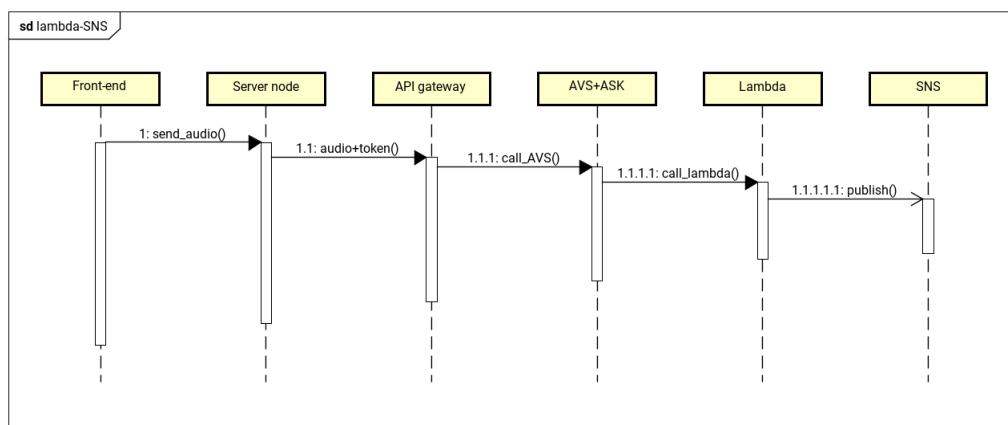 sd lambda-SNS
Front-end
Server node
API gateway
AVS+ASK
Lambda
SNS
1: send_audio()
1.1: audio+token()
1.1.1: call_AVS()
1.1.1.1: call_lambda()
1.1.1.1.1: publish()